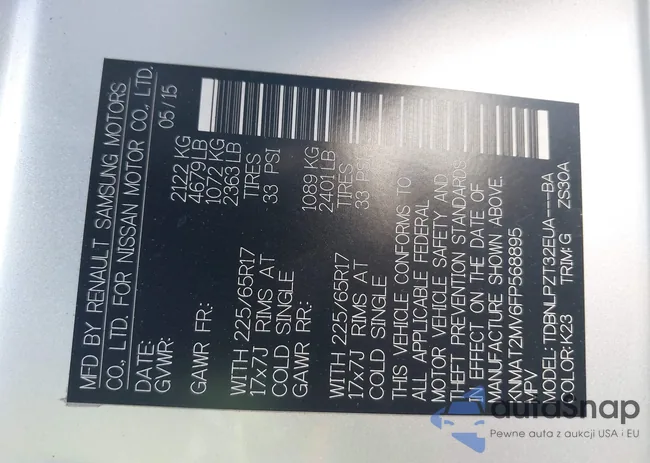 MFD BY RENAULT SAMSUNG MOTORS
CO., LTD. FOR NISSAN MOTOR CO., LTD.
DATE: 05/15
GVWR: 2122 KG
4679 LB
GAWR FR: 1072 KG
2363 LB
WITH 225/65R17 TIRES
17x7J RIMS AT 33 PSI
COLD SINGLE
GAWR RR: 1089 KG
2401 LB
WITH 225/65R17 TIRES
17x7J RIMS AT 33 PSI
COLD SINGLE
THIS VEHICLE CONFORMS TO
ALL APPLICABLE FEDERAL
MOTOR VEHICLE SAFETY AND
THEFT PREVENTION STANDARDS
IN EFFECT ON THE DATE OF
MANUFACTURE SHOWN ABOVE.
KNMAT2MV6FP568895
MPV
MODEL: TDBNLPZT32EUA---BA
COLOR: K23 TRIM: G ZS30A
autoSnap
Pewne auta z aukcji USA i EU